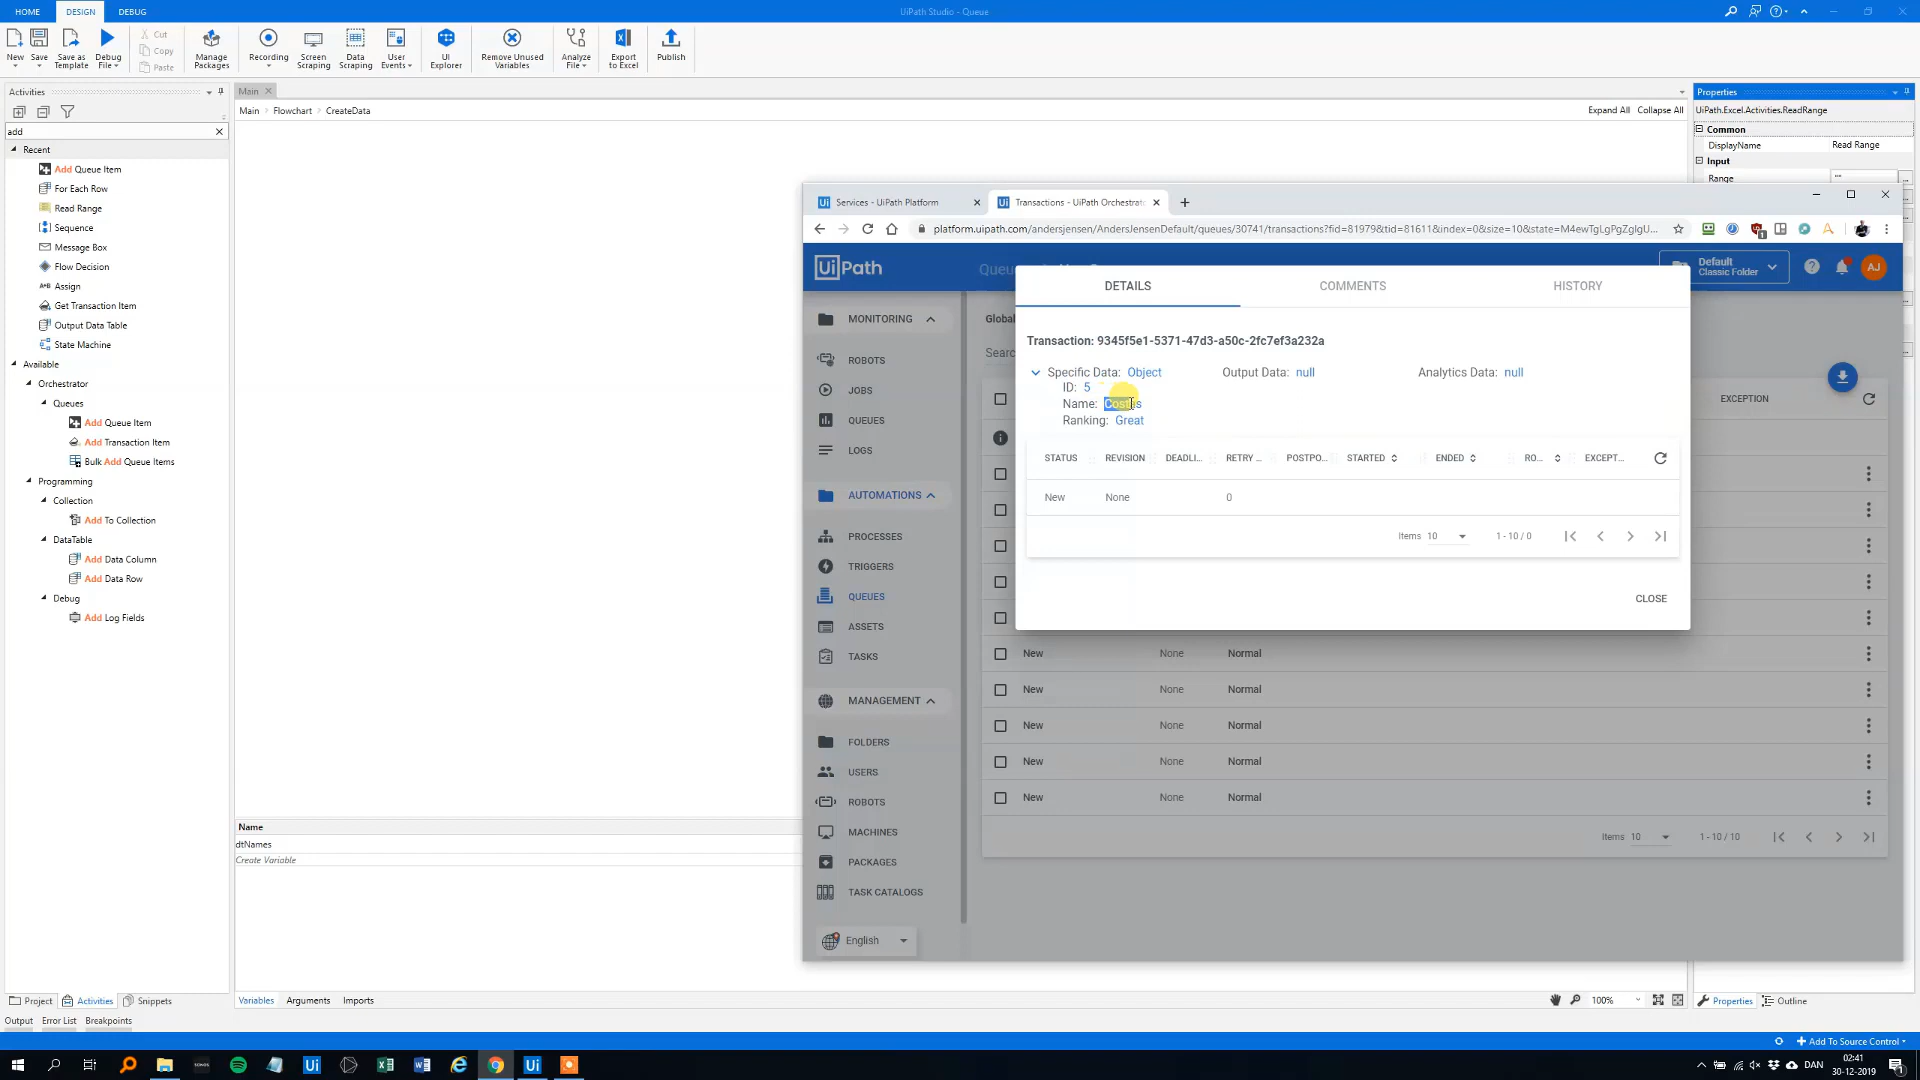 HOME
DESIGN
DEBUG
UiPath Studio - Queue
New
Save
Save as Template
Debug File
Cut
Copy
Paste
Manage Packages
Recording
Screen Scraping
Data Scraping
User Events
UI Explorer
Remove Unused Variables
Analyze File
Export to Excel
Publish
Activities
add
Recent
Add Queue Item
For Each Row
Read Range
Sequence
Message Box
Flow Decision
A+B Assign
Get Transaction Item
Output Data Table
State Machine
Available
Orchestrator
Queues
Add Queue Item
Add Transaction Item
Bulk Add Queue Items
Programming
Collection
Add To Collection
DataTable
Add Data Column
Add Data Row
Debug
Add Log Fields
Project
Activities
Snippets
Output
Error List
Breakpoints
Main
Main > Flowchart > CreateData
Expand All
Collapse All
Name
dtNames
Create Variable
Variables
Arguments
Imports
100%
Properties
UiPath.Excel.Activities.ReadRange
Common
DisplayName
Read Range
Input
Range
Services - UiPath Platform
Transactions - UiPath Orchestrato
platform.uipath.com/andersjensen/AndersJensenDefault/queues/30741/transactions?fid=81979&tid=81611&index=0&size=10&state=M4ewTgLgPgZglgU...
UiPath
Queu
Default
Classic Folder
AJ
MONITORING
ROBOTS
JOBS
QUEUES
LOGS
AUTOMATIONS
PROCESSES
TRIGGERS
QUEUES
ASSETS
TASKS
MANAGEMENT
FOLDERS
USERS
ROBOTS
MACHINES
PACKAGES
TASK CATALOGS
English
Global
Searc
EXCEPTION
DETAILS
COMMENTS
HISTORY
Transaction: 9345f5e1-5371-47d3-a50c-2fc7ef3a232a
Specific Data: Object
Output Data: null
Analytics Data: null
ID: 5
Name:
Ranking: Great
STATUS
REVISION
DEADLI...
RETRY ...
POSTPO...
STARTED
ENDED
RO...
EXCEPT...
New
None
0
Items 10
1 - 10 / 0
CLOSE
New None Normal
New None Normal
New None Normal
New None Normal
New None Normal
Items 10
1 - 10 / 10
Properties
Outline
Add To Source Control
DAN
02:41
30-12-2019